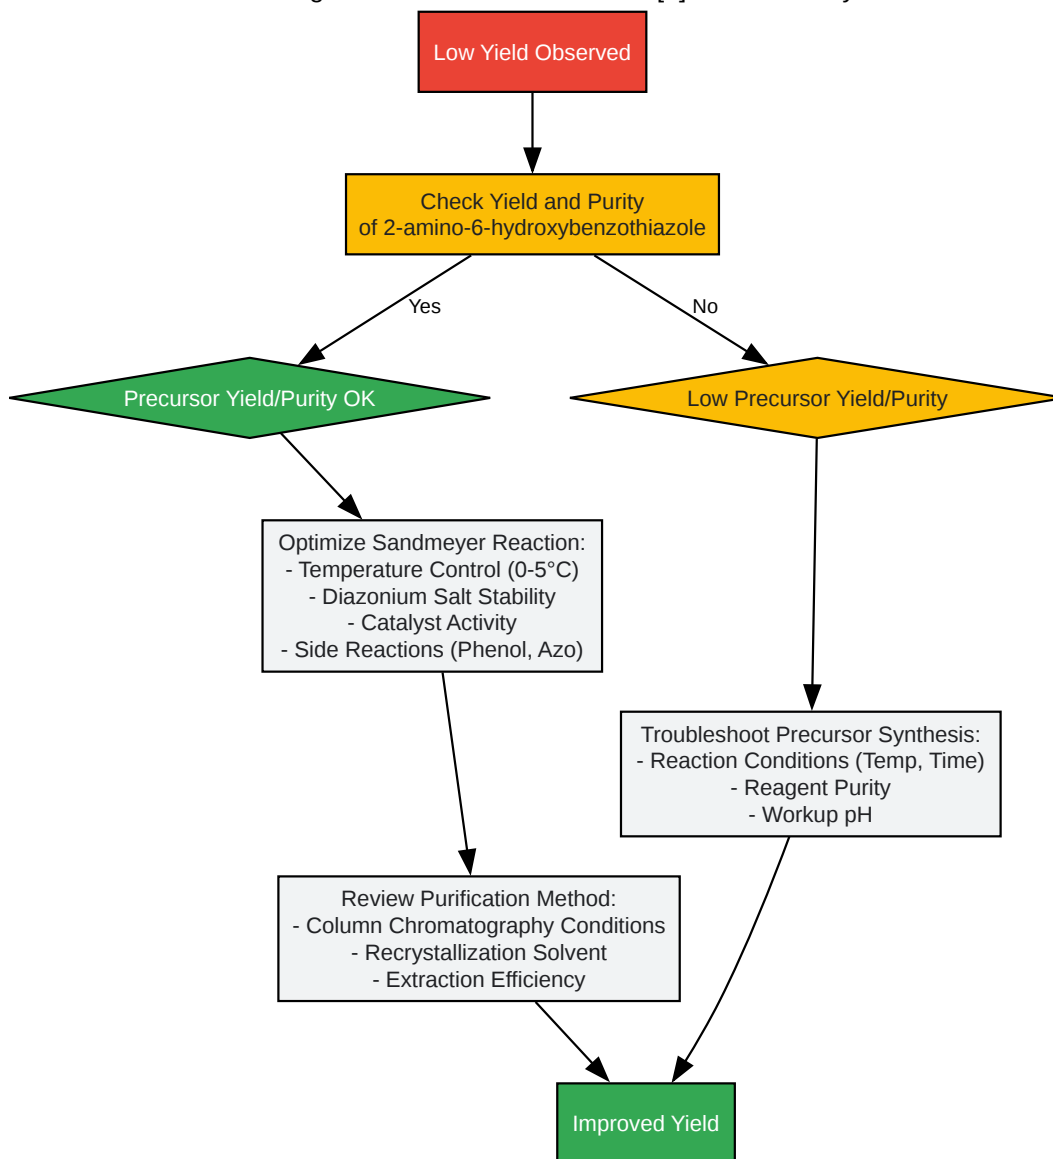 Low Yield Observed
Check Yield and Purity
of 2-amino-6-hydroxybenzothiazole
Yes
No
Precursor Yield/Purity OK
Low Precursor Yield/Purity
Optimize Sandmeyer Reaction:
- Temperature Control (0-5°C)
- Diazonium Salt Stability
- Catalyst Activity
- Side Reactions (Phenol, Azo)
Troubleshoot Precursor Synthesis:
- Reaction Conditions (Temp, Time)
- Reagent Purity
- Workup pH
Review Purification Method:
- Column Chromatography Conditions
- Recrystallization Solvent
- Extraction Efficiency
Improved Yield